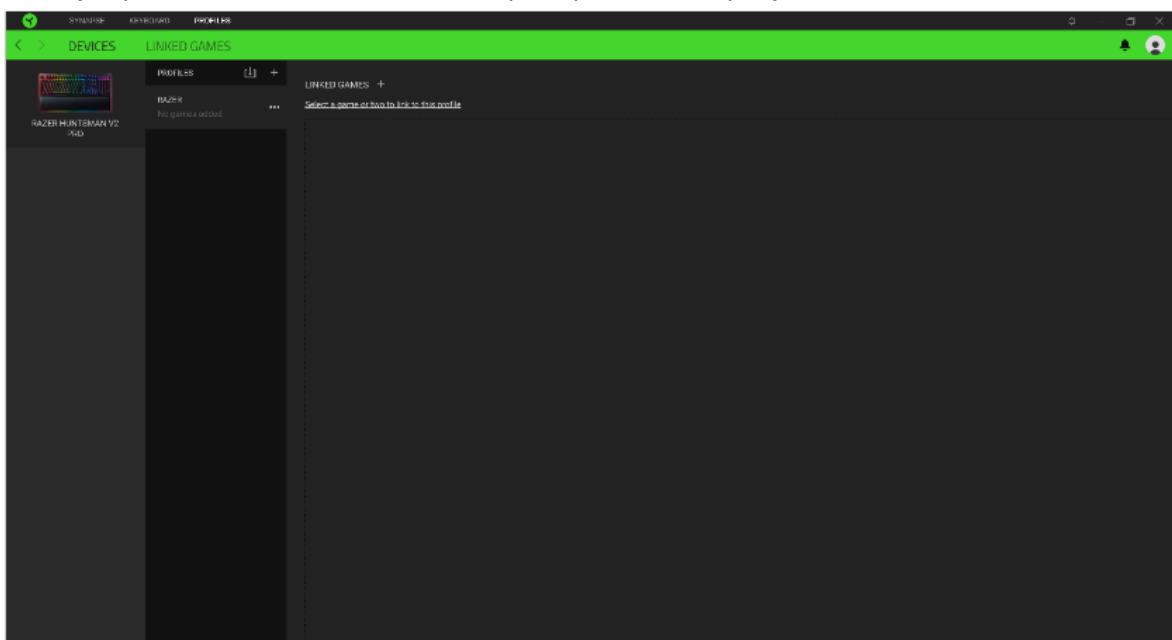 SYNAPSE KEYBOARD PROFILES
DEVICES LINKED GAMES
RAZER HUNTEMAN V2
PRO
PROFILES +
RAZER
No games added
LINKED GAMES +
Select a game or two to link to this profile